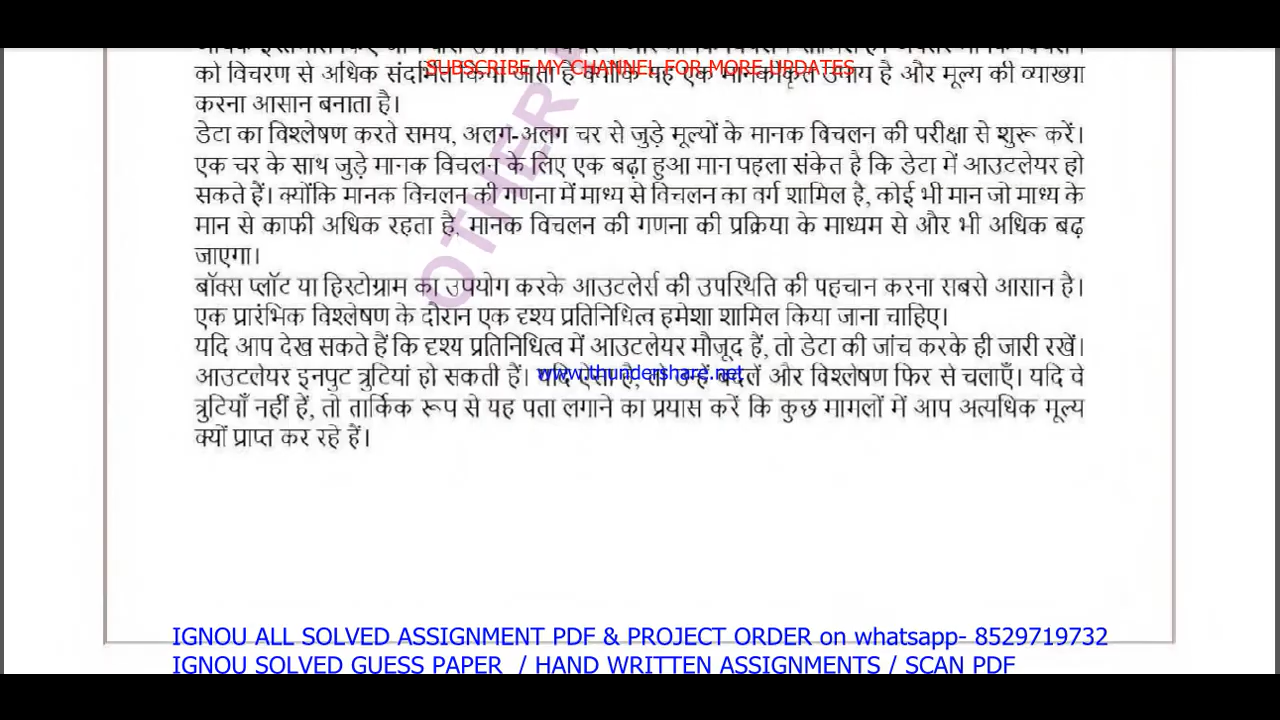 SUBSCRIBE MY CHANNEL FOR MORE UPDATES
को विचरण से अधिक संदर्भित किया जाता है क्योंकि यह एक मानकीकृत उपाय है और मूल्य की व्याख्या
करना आसान बनाता है।
डेटा का विश्लेषण करते समय, अलग-अलग चर से जुड़े मूल्यों के मानक विचलन की परीक्षा से शुरू करें।
एक चर के साथ जुड़े मानक विचलन के लिए एक बढ़ा हुआ मान पहला संकेत है कि डेटा में आउटलेयर हो
सकते हैं। क्योंकि मानक विचलन की गणना में माध्य से विचलन का वर्ग शामिल है, कोई भी मान जो माध्य के
मान से काफी अधिक रहता है, मानक विचलन की गणना की प्रक्रिया के माध्यम से और भी अधिक बढ़
जाएगा।
बॉक्स प्लॉट या हिस्टोग्राम का उपयोग करके आउटलेर्स की उपस्थिति की पहचान करना सबसे आसान है।
एक प्रारंभिक विश्लेषण के दौरान एक दृश्य प्रतिनिधित्व हमेशा शामिल किया जाना चाहिए।
यदि आप देख सकते हैं कि दृश्य प्रतिनिधित्व में आउटलेयर मौजूद हैं, तो डेटा की जांच करके ही जारी रखें।
आउटलेयर इनपुट त्रुटियां हो सकती हैं। यदि ऐसा है, तो उन्हें बदलें और विश्लेषण फिर से चलाएँ। यदि वे
www.thundershare.net
त्रुटियाँ नहीं हैं, तो तार्किक रूप से यह पता लगाने का प्रयास करें कि कुछ मामलों में आप अत्यधिक मूल्य
क्यों प्राप्त कर रहे हैं।
OTHER
IGNOU ALL SOLVED ASSIGNMENT PDF & PROJECT ORDER on whatsapp- 8529719732
IGNOU SOLVED GUESS PAPER / HAND WRITTEN ASSIGNMENTS / SCAN PDF